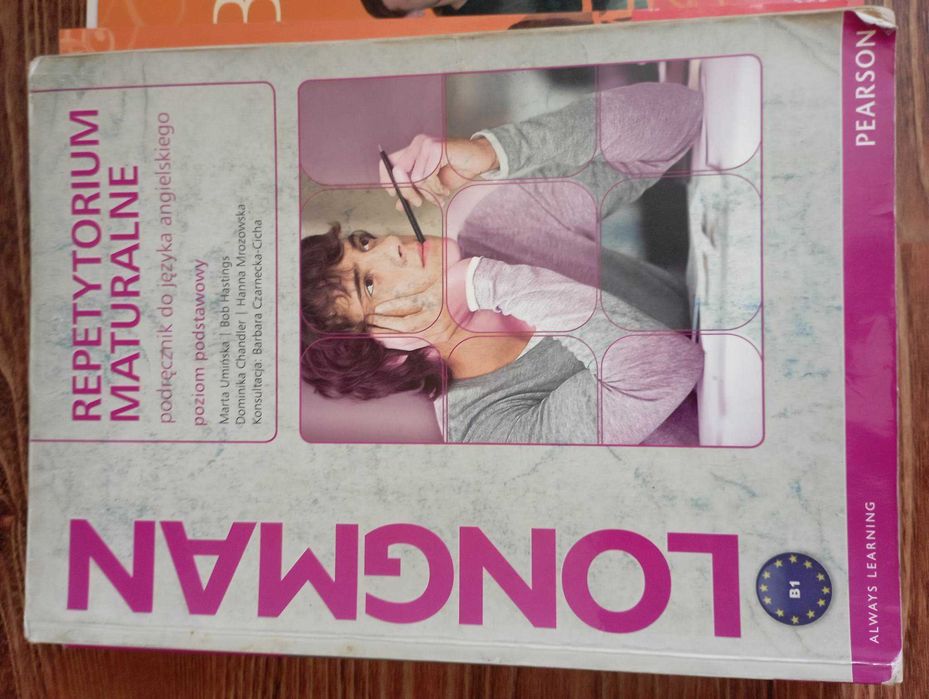 REPETYTORIUM
MATURALNE
podręcznik do języka angielskiego
poziom podstawowy
Marta Umińska | Bob Hastings
Dominika Chandler | Hanna Mrozowska
Konsultacja: Barbara Czarnecka-Cicha
LONGMAN
B1
ALWAYS LEARNING
PEARSON